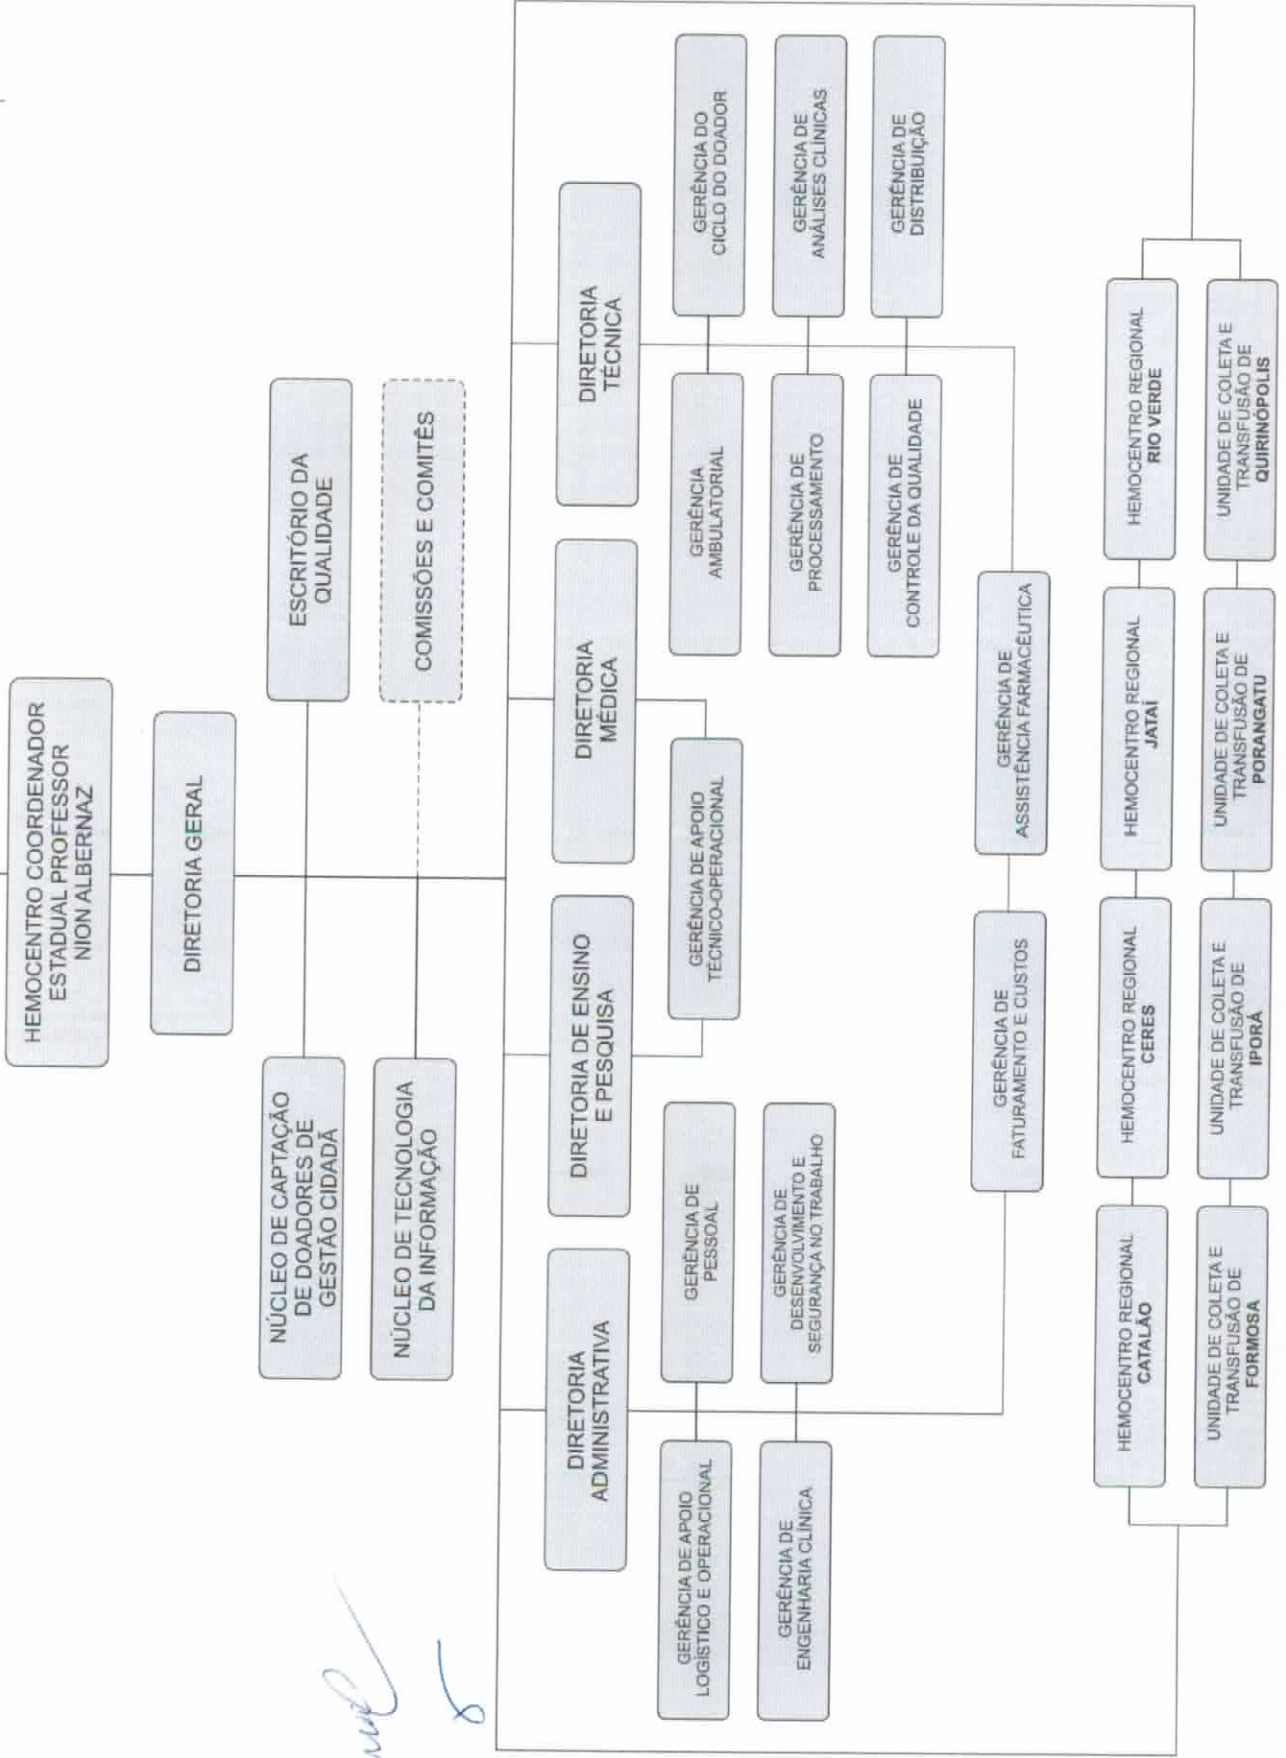 HEMOCENTRO COORDENADOR
ESTADUAL PROFESSOR
NION ALBERNAZ
DIRETORIA GERAL
NÚCLEO DE CAPTAÇÃO
DE DOADORES DE
GESTÃO CIDADÃ
ESCRITÓRIO DA
QUALIDADE
NÚCLEO DE TECNOLOGIA
DA INFORMAÇÃO
COMISSÕES E COMITÊS
DIRETORIA
ADMINISTRATIVA
DIRETORIA DE ENSINO
E PESQUISA
DIRETORIA
MÉDICA
DIRETORIA
TÉCNICA
GERÊNCIA DE APOIO
LOGÍSTICO E OPERACIONAL
GERÊNCIA DE
PESSOAL
GERÊNCIA DE APOIO
TÉCNICO-OPERACIONAL
GERÊNCIA
AMBULATORIAL
GERÊNCIA DO
CICLO DO DOADOR
GERÊNCIA DE
ENGENHARIA CLÍNICA
GERÊNCIA DE
DESENVOLVIMENTO E
SEGURANÇA NO TRABALHO
GERÊNCIA DE
PROCESSAMENTO
GERÊNCIA DE
ANÁLISES CLÍNICAS
GERÊNCIA DE
CONTROLE DA QUALIDADE
GERÊNCIA DE
DISTRIBUIÇÃO
GERÊNCIA DE
FATURAMENTO E CUSTOS
GERÊNCIA DE
ASSISTÊNCIA FARMACÊUTICA
HEMOCENTRO REGIONAL
CATALÃO
HEMOCENTRO REGIONAL
CERES
HEMOCENTRO REGIONAL
JATAÍ
HEMOCENTRO REGIONAL
RIO VERDE
UNIDADE DE COLETA E
TRANSFUSÃO DE
FORMOSA
UNIDADE DE COLETA E
TRANSFUSÃO DE
IPORÁ
UNIDADE DE COLETA E
TRANSFUSÃO DE
PORANGATU
UNIDADE DE COLETA E
TRANSFUSÃO DE
QUIRINÓPOLIS